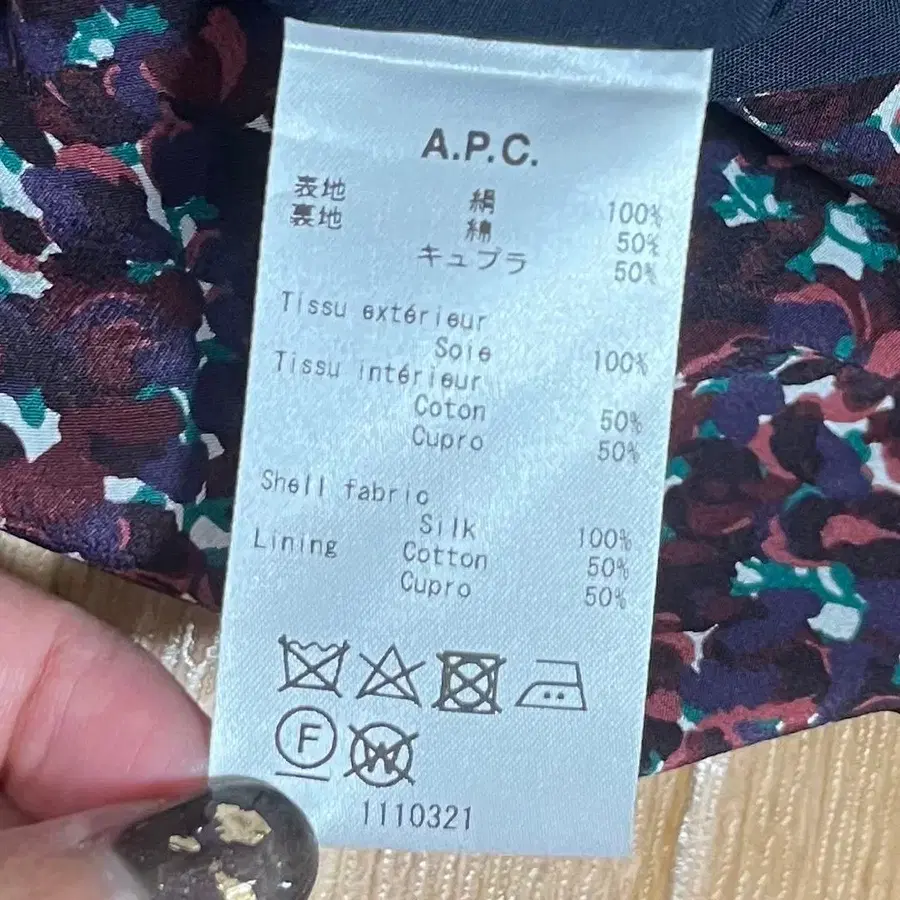 A.P.C.
表地 絹 100%
裏地 綿 50%
キュプラ 50%
Tissu extérieur
Soie 100%
Tissu intérieur
Coton 50%
Cupro 50%
Shell fabric
Silk 100%
Lining Cotton 50%
Cupro 50%
F W
1110321